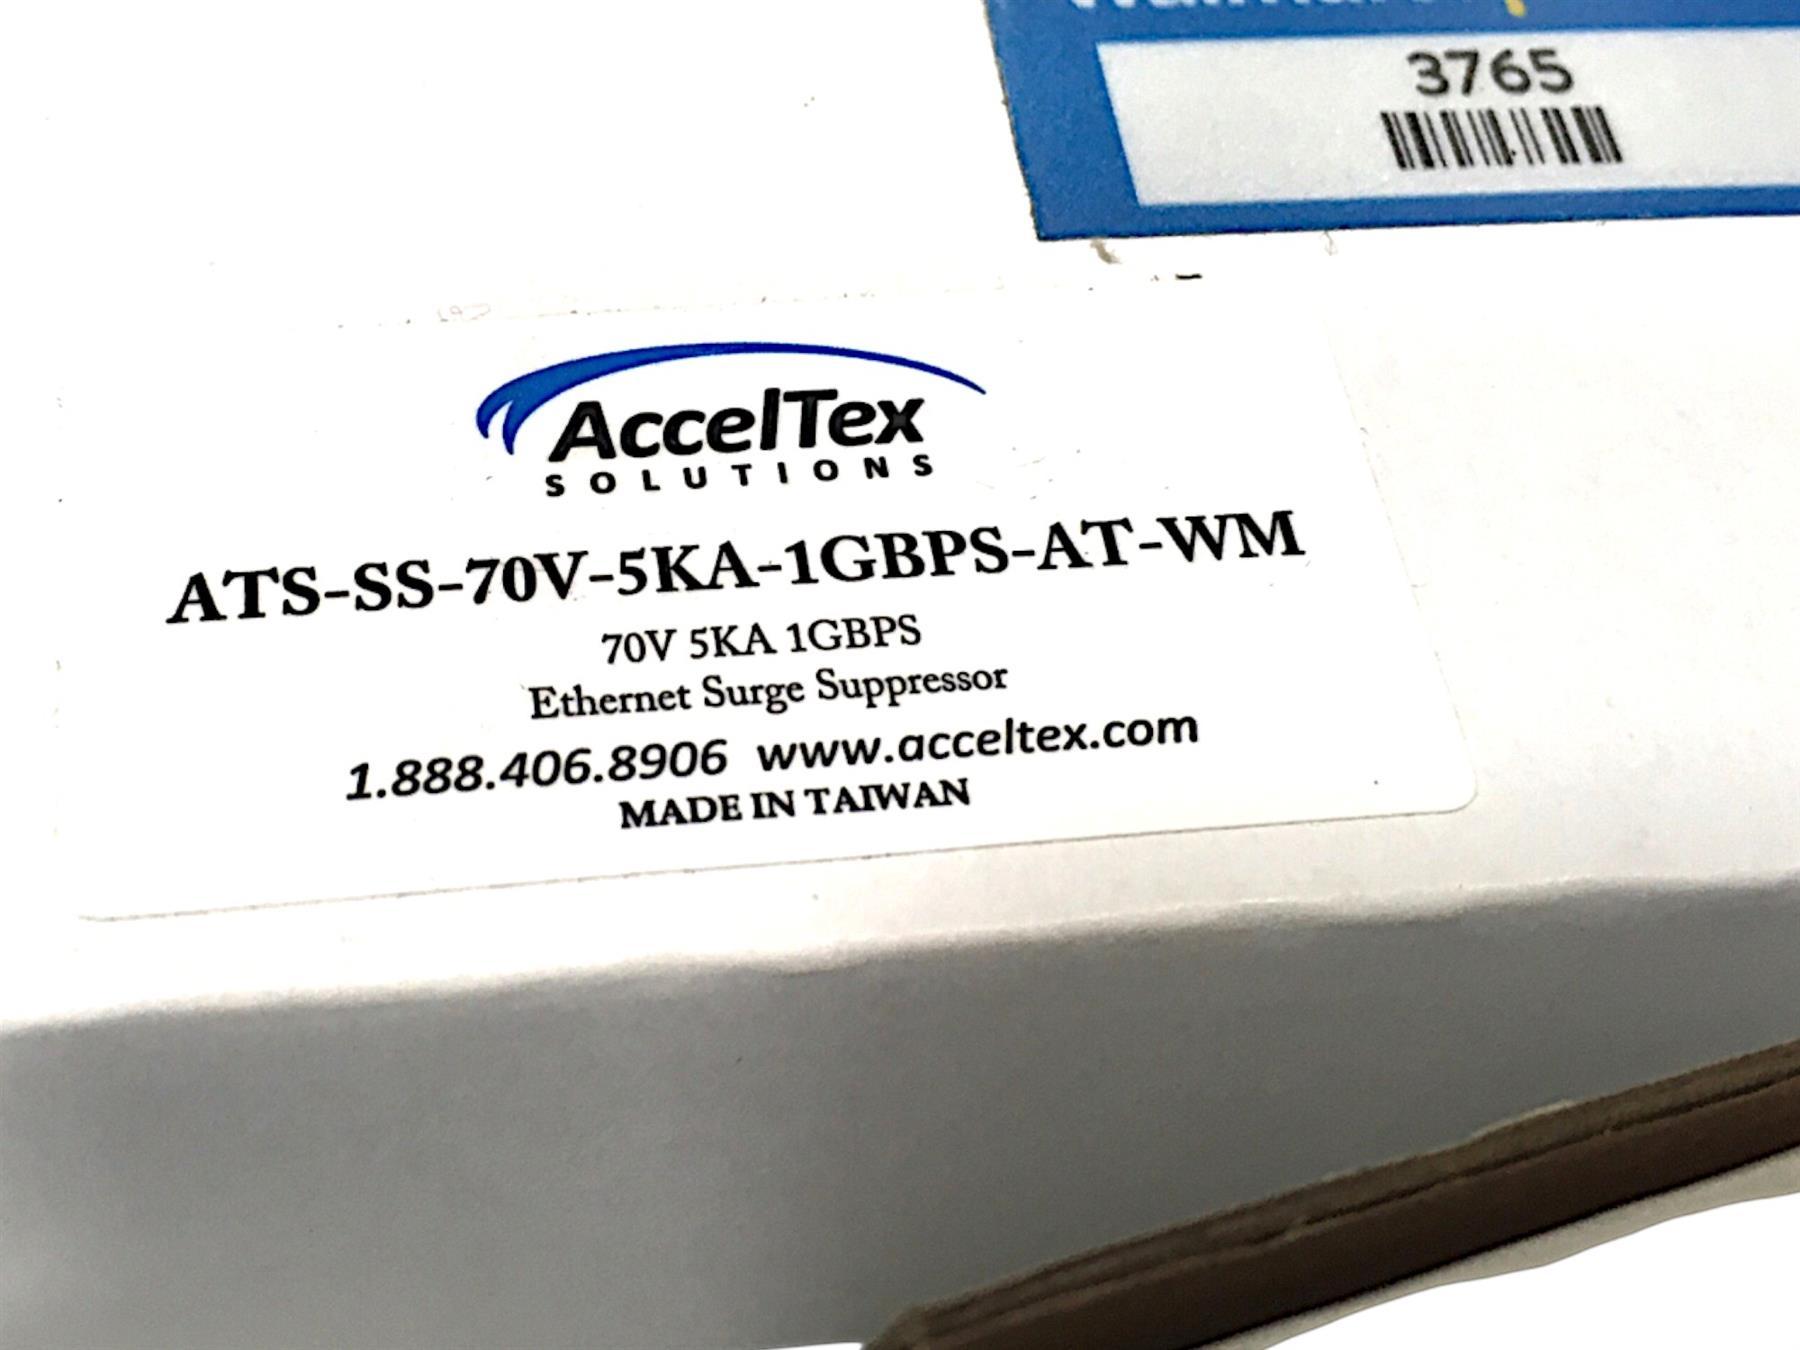 3765
AccelTex
SOLUTIONS
ATS-SS-70V-5KA-1GBPS-AT-WM
70V 5KA 1GBPS
Ethernet Surge Suppressor
1.888.406.8906 www.acceltex.com
MADE IN TAIWAN